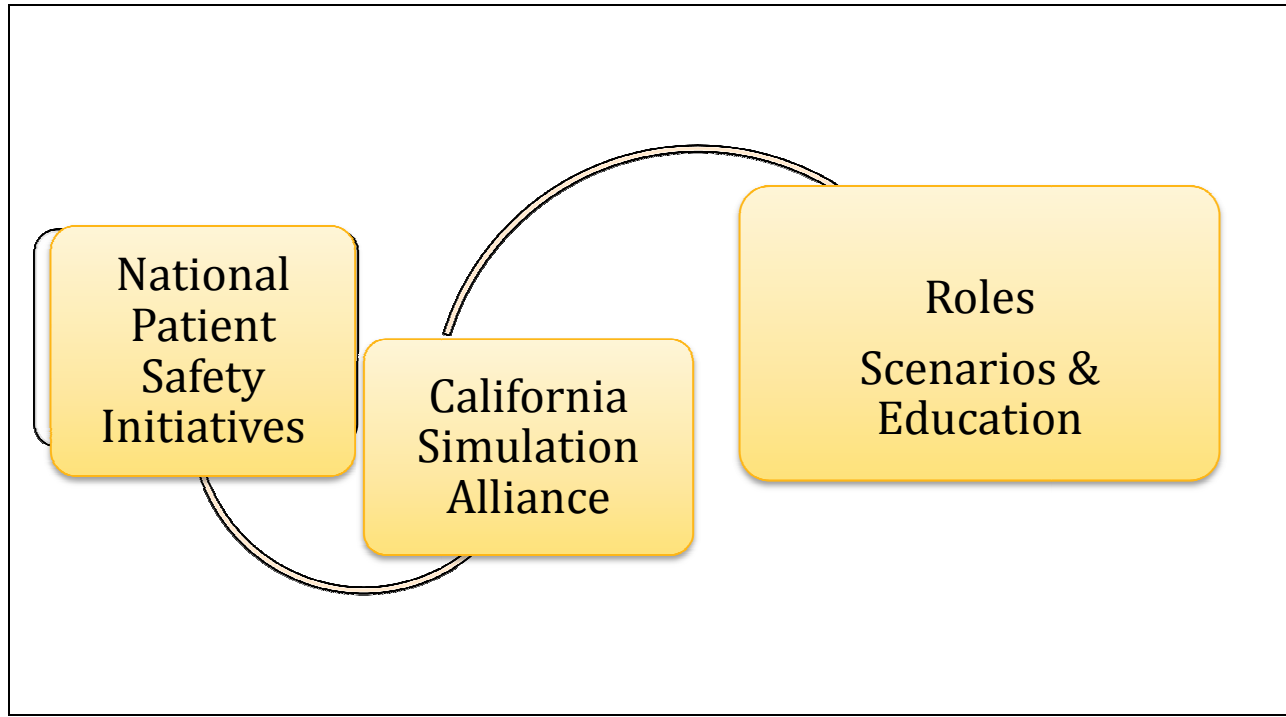 National
Patient
Safety
Initiatives
California
Simulation
Alliance
Roles
Scenarios &
Education